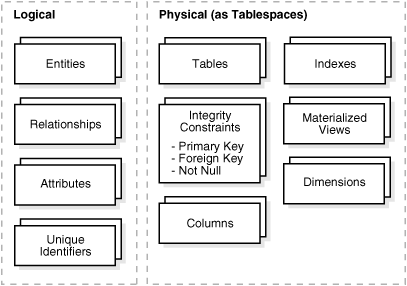 Logical
Entities
Relationships
Attributes
Unique
Identifiers
Physical (as Tablespaces)
Tables
Integrity
Constraints
- Primary Key
- Foreign Key
- Not Null
Columns
Indexes
Materialized
Views
Dimensions